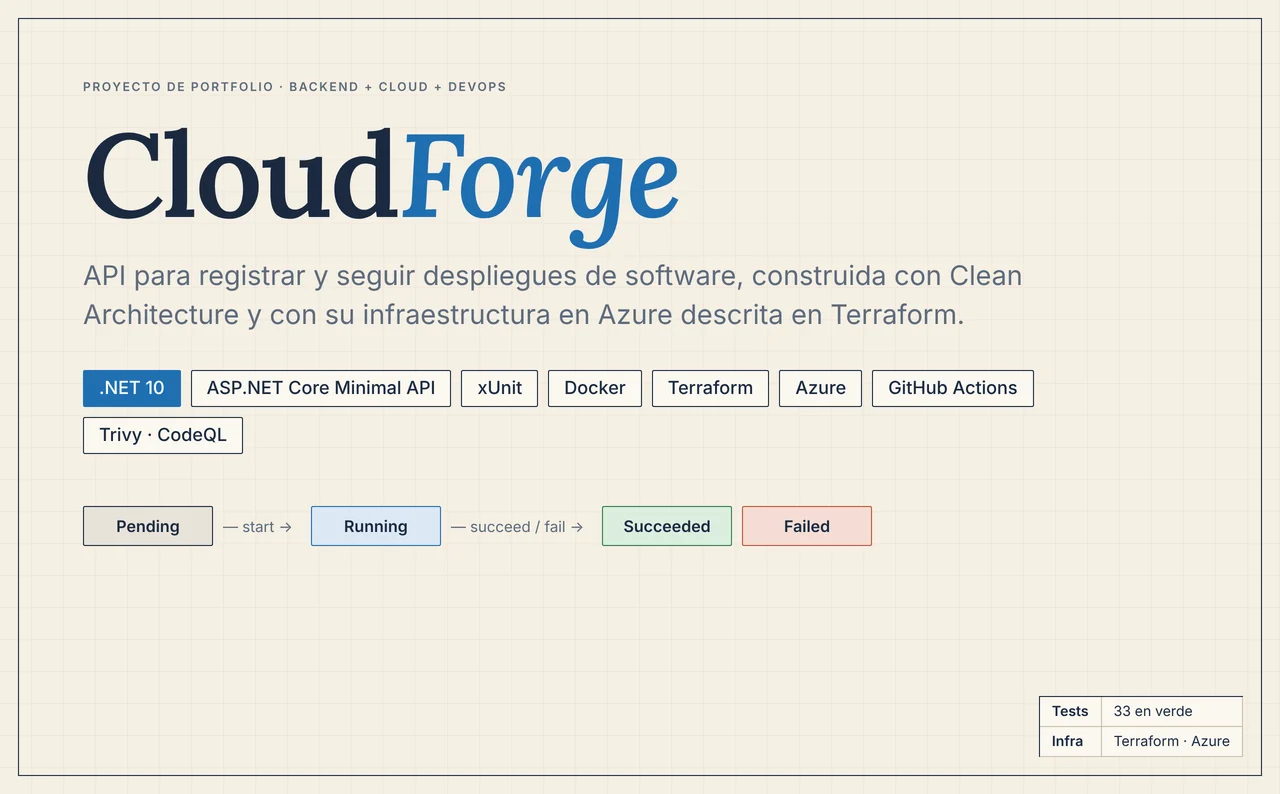 PROYECTO DE PORTFOLIO · BACKEND + CLOUD + DEVOPS
CloudForge
API para registrar y seguir despliegues de software, construida con Clean
Architecture y con su infraestructura en Azure descrita en Terraform.
.NET 10 ASP.NET Core Minimal API xUnit Docker Terraform Azure GitHub Actions
Trivy · CodeQL
Pending — start → Running — succeed / fail → Succeeded Failed
Tests 33 en verde
Infra Terraform · Azure